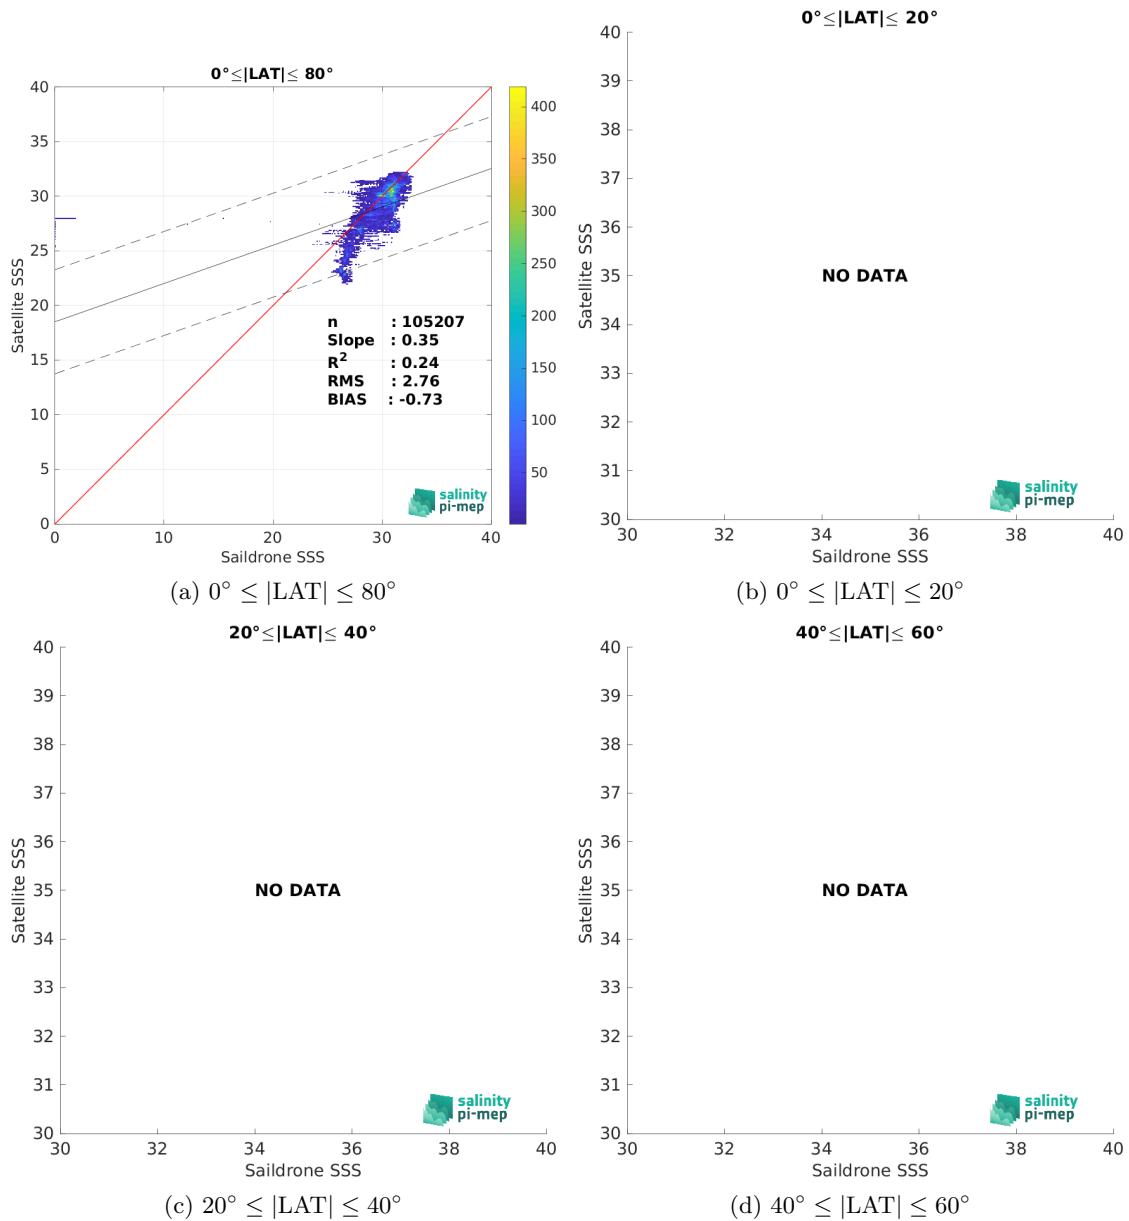 0°≤|LAT|≤ 80°
40
35
30
25
20
15
10
5
0
Satellite SSS
0
10
20
30
40
Saildrone SSS
400
350
300
250
200
150
100
50
n : 105207
Slope : 0.35
R² : 0.24
RMS : 2.76
BIAS : -0.73
salinity
pi-mep
(a) 0° ≤ |LAT| ≤ 80°
0°≤|LAT|≤ 20°
40
39
38
37
36
35
34
33
32
31
30
Satellite SSS
NO DATA
salinity
pi-mep
30
32
34
36
38
40
Saildrone SSS
(b) 0° ≤ |LAT| ≤ 20°
20°≤|LAT|≤ 40°
40
39
38
37
36
35
34
33
32
31
30
Satellite SSS
NO DATA
salinity
pi-mep
30
32
34
36
38
40
Saildrone SSS
(c) 20° ≤ |LAT| ≤ 40°
40°≤|LAT|≤ 60°
40
39
38
37
36
35
34
33
32
31
30
Satellite SSS
NO DATA
salinity
pi-mep
30
32
34
36
38
40
Saildrone SSS
(d) 40° ≤ |LAT| ≤ 60°